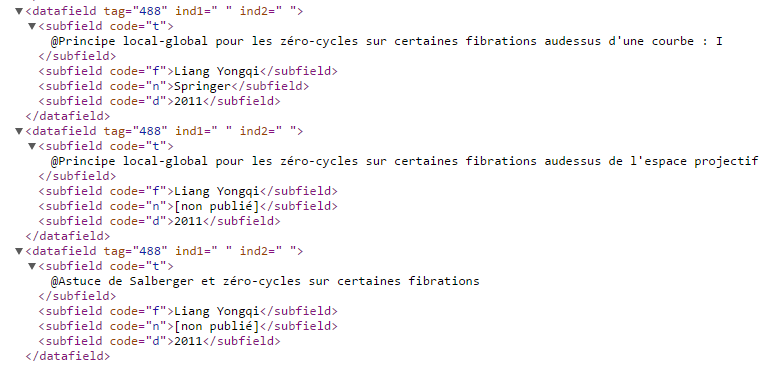 ▼<datafield tag="488" ind1=" " ind2=" ">
▼<subfield code="t">
@Principe local-global pour les zéro-cycles sur certaines fibrations audessus d'une courbe : I
</subfield>
<subfield code="f">Liang Yongqi</subfield>
<subfield code="n">Springer</subfield>
<subfield code="d">2011</subfield>
</datafield>
▼<datafield tag="488" ind1=" " ind2=" ">
▼<subfield code="t">
@Principe local-global pour les zéro-cycles sur certaines fibrations audessus de l'espace projectif
</subfield>
<subfield code="f">Liang Yongqi</subfield>
<subfield code="n">[non publié]</subfield>
<subfield code="d">2011</subfield>
</datafield>
▼<datafield tag="488" ind1=" " ind2=" ">
▼<subfield code="t">
@Astuce de Salberger et zéro-cycles sur certaines fibrations
</subfield>
<subfield code="f">Liang Yongqi</subfield>
<subfield code="n">[non publié]</subfield>
<subfield code="d">2011</subfield>
</datafield>